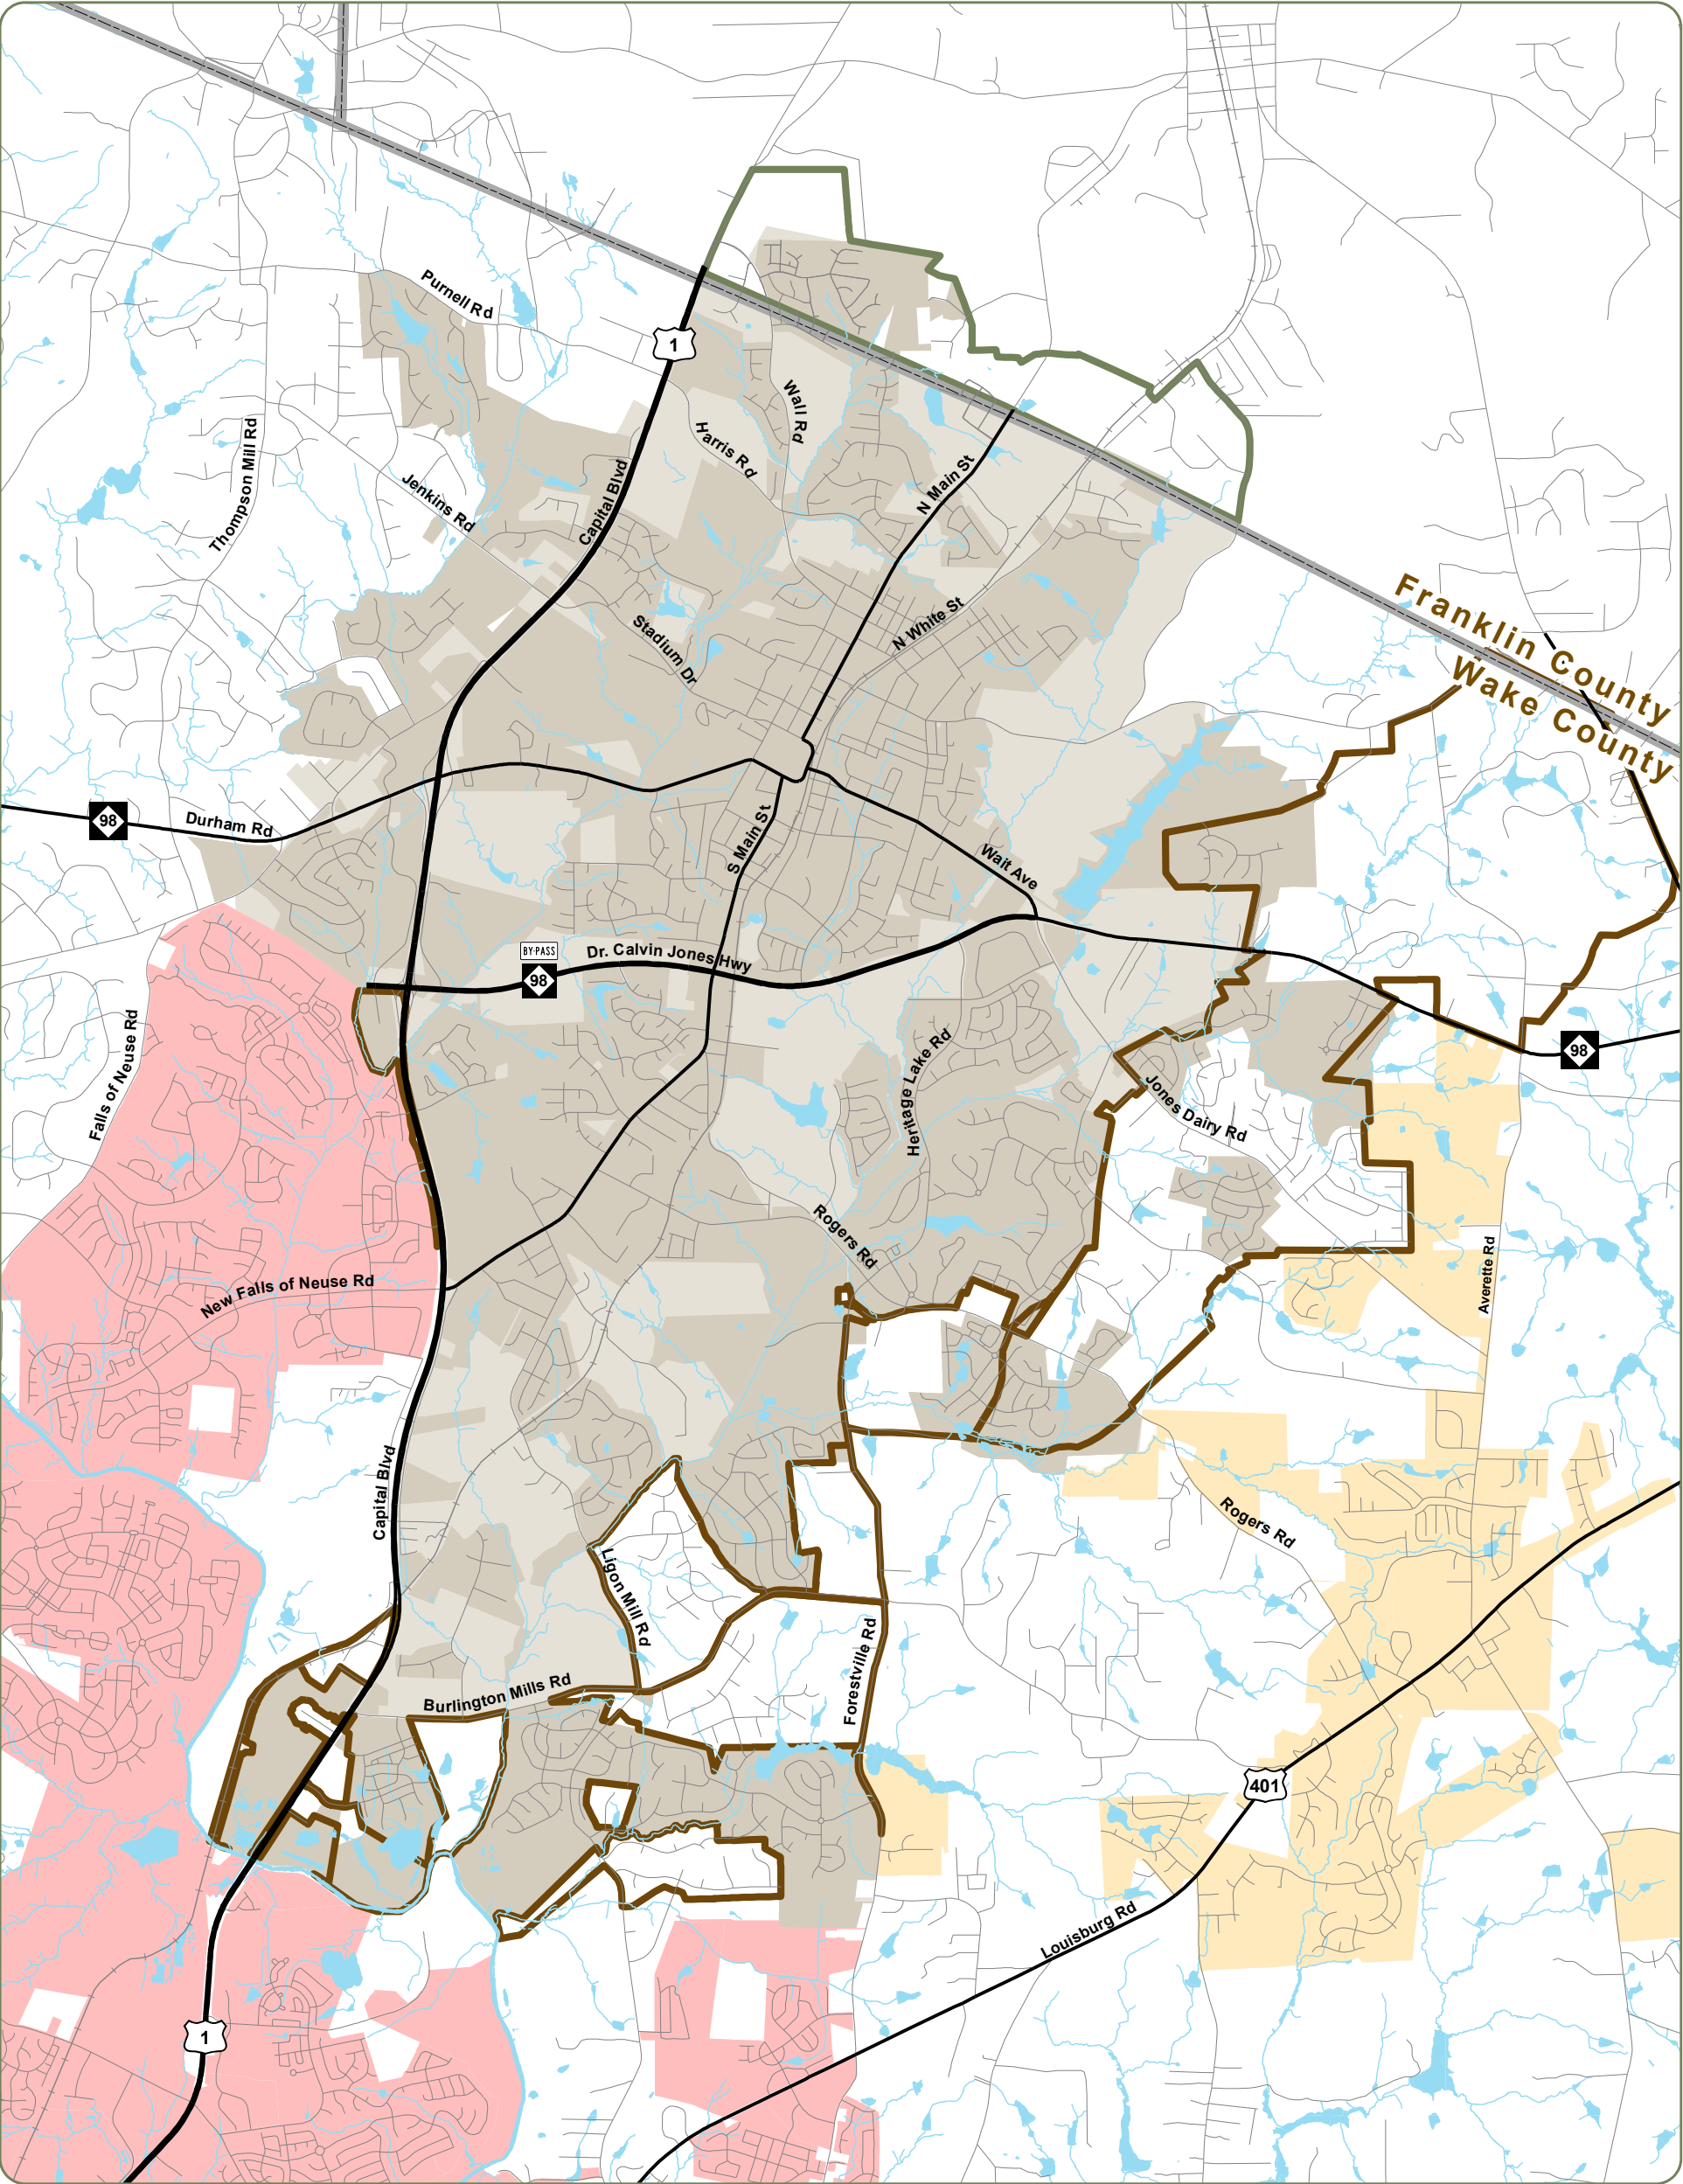 Purnell Rd
1
Wall Rd
Harris Rd
Thompson Mill Rd
Jenkins Rd
Capital Blvd
N Main St
Franklin County
Wake County
Stadium Dr
N White St
98
Durham Rd
S Main St
Wait Ave
BY-PASS
98
Dr. Calvin Jones Hwy
Falls of Neuse Rd
Heritage Lake Rd
98
Jones Dairy Rd
Rogers Rd
Averette Rd
New Falls of Neuse Rd
Capital Blvd
Rogers Rd
Ligon Mill Rd
Forestville Rd
Burlington Mills Rd
401
Louisburg Rd
1